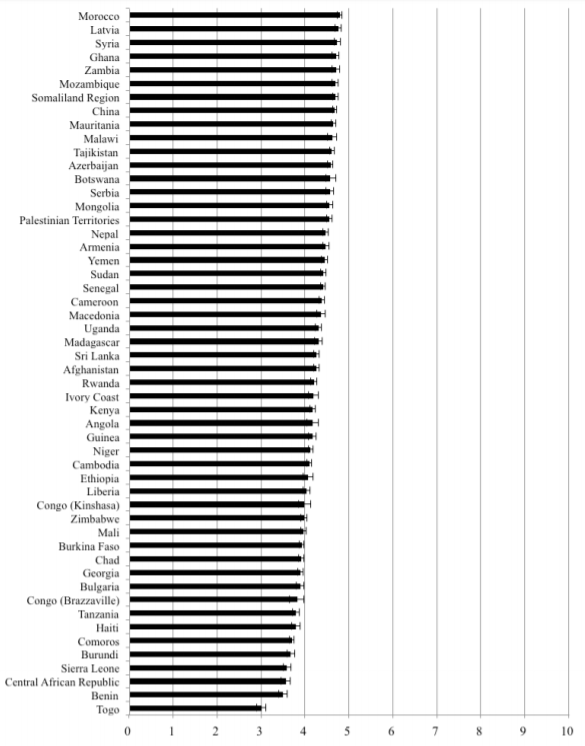 Morocco
Latvia
Syria
Ghana
Zambia
Mozambique
Somaliland Region
China
Mauritania
Malawi
Tajikistan
Azerbaijan
Botswana
Serbia
Mongolia
Palestinian Territories
Nepal
Armenia
Yemen
Sudan
Senegal
Cameroon
Macedonia
Uganda
Madagascar
Sri Lanka
Afghanistan
Rwanda
Ivory Coast
Kenya
Angola
Guinea
Niger
Cambodia
Ethiopia
Liberia
Congo (Kinshasa)
Zimbabwe
Mali
Burkina Faso
Chad
Georgia
Bulgaria
Congo (Brazzaville)
Tanzania
Haiti
Comoros
Burundi
Sierra Leone
Central African Republic
Benin
Togo
0 1 2 3 4 5 6 7 8 9 10